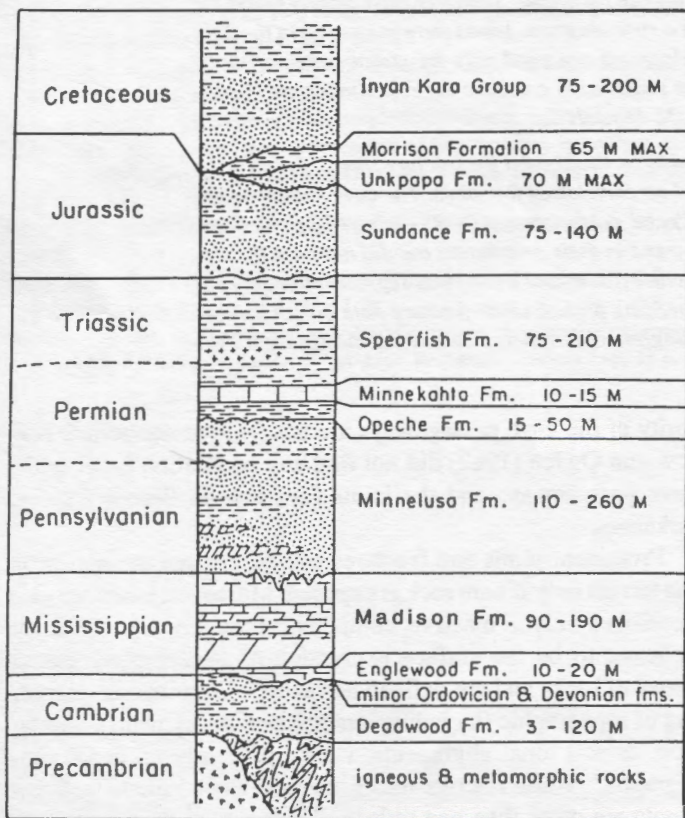 Cretaceous
Inyan Kara Group 75-200 M
Morrison Formation 65 M MAX
Unkpapa Fm. 70 M MAX
Jurassic
Sundance Fm. 75-140 M
Triassic
Spearfish Fm. 75-210 M
Minnekahta Fm. 10-15 M
Permian
Opeche Fm. 15-50 M
Pennsylvanian
Minnelusa Fm. 110-260 M
Mississippian
Madison Fm. 90-190 M
Englewood Fm. 10-20 M
minor Ordovician & Devonian fms.
Cambrian
Deadwood Fm. 3-120 M
Precambrian
igneous & metamorphic rocks